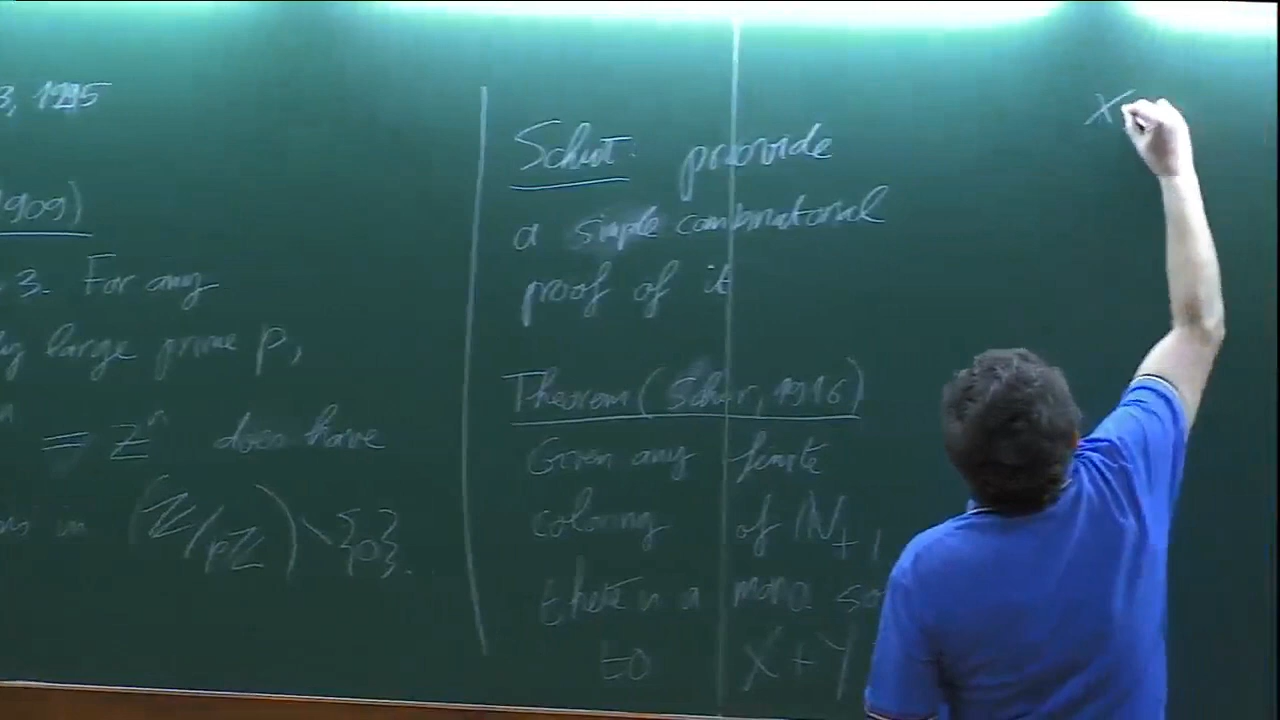 3, 1995
1909)
3. For any
large prime p,
n = Z^n does have
in (Z/pZ)\{0}.
Schur: provide
a simple combinatorial
proof of it
Theorem (Schur, 1916)
Given any finite
coloring of ℕ+,
there is a mono so
to X + Y
X